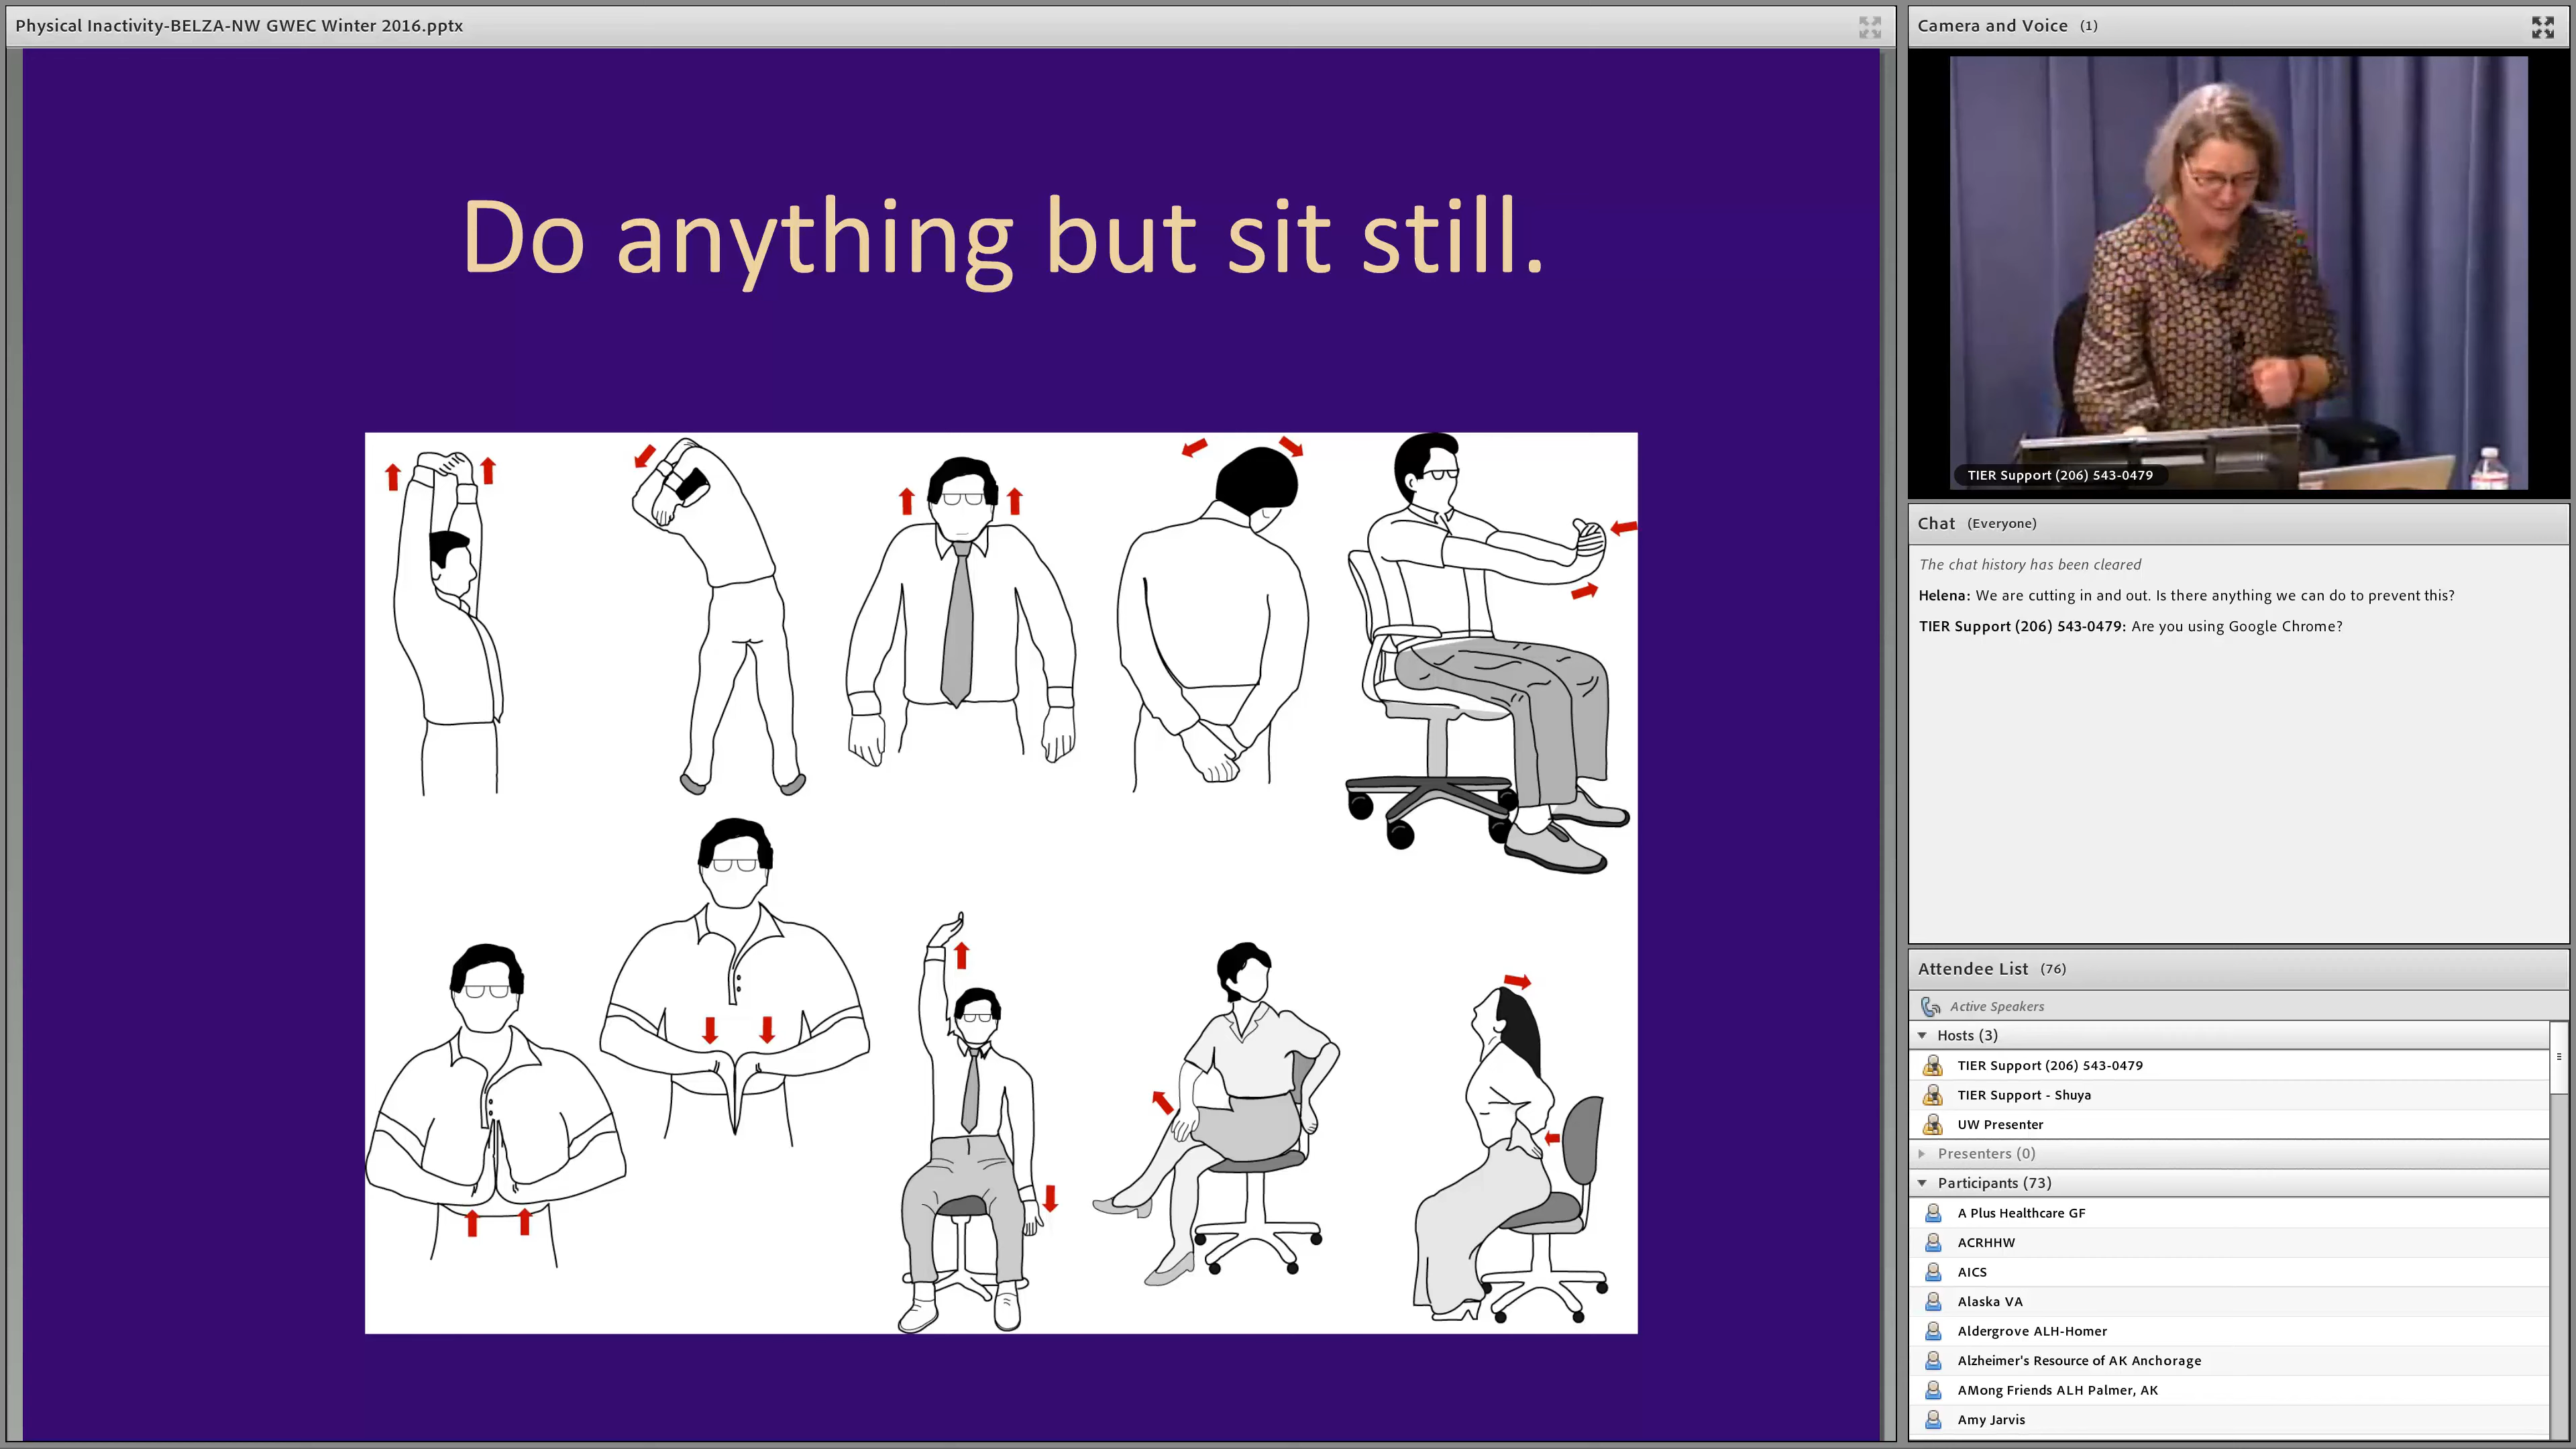 Physical Inactivity-BELZA-NW GWEC Winter 2016.pptx
Do anything but sit still.
Camera and Voice (1)
TIER Support (206) 543-0479
Chat (Everyone)
The chat history has been cleared
Helena: We are cutting in and out. Is there anything we can do to prevent this?
TIER Support (206) 543-0479: Are you using Google Chrome?
Attendee List (76)
Active Speakers
Hosts (3)
TIER Support (206) 543-0479
TIER Support - Shuya
UW Presenter
Presenters (0)
Participants (73)
A Plus Healthcare GF
ACRHHW
AICS
Alaska VA
Aldergrove ALH-Homer
Alzheimer's Resource of AK Anchorage
AMong Friends ALH Palmer, AK
Amy Jarvis